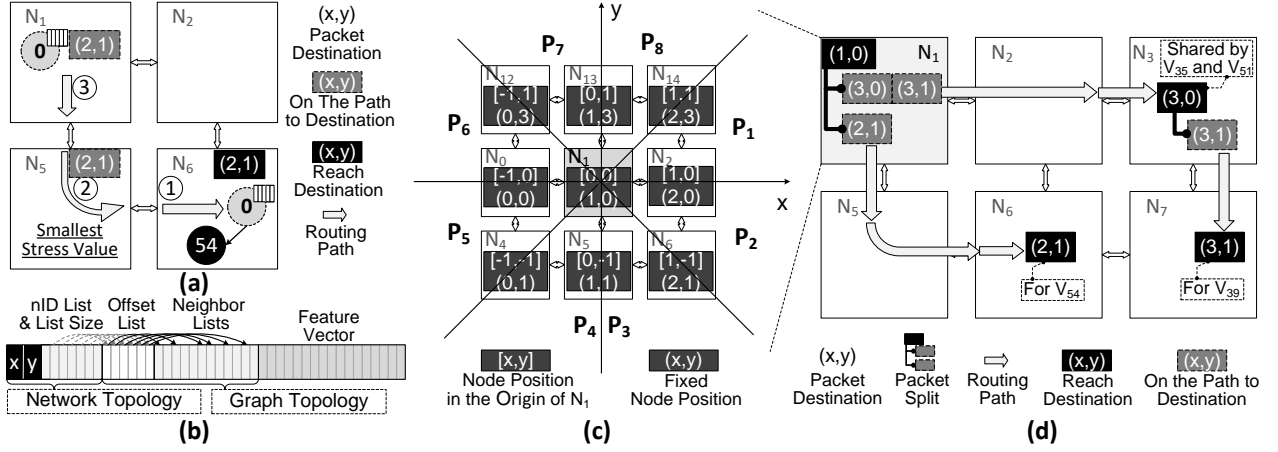 N1
0
(2,1)
3
N2
N5
(2,1)
2
Smallest
Stress Value
N6
(2,1)
1
0
54
(x,y)
Packet
Destination
(x,y)
On The Path
to Destination
(x,y)
Reach
Destination
Routing
Path
(a)
nID List
& List Size
Offset
List
Neighbor
Lists
Feature
Vector
x y
Network Topology
Graph Topology
(b)
y
x
P7
P8
P6
P1
P5
P2
P4
P3
N12
[-1,1]
(0,3)
N13
[0,1]
(1,3)
N14
[1,1]
(2,3)
N0
[-1,0]
(0,0)
N1
[0,0]
(1,0)
N2
[1,0]
(2,0)
N4
[-1,-1]
(0,1)
N5
[0,-1]
(1,1)
N6
[1,-1]
(2,1)
[x,y]
Node Position
in the Origin of N1
(x,y)
Fixed
Node Position
(c)
(1,0)
N1
(3,0)
(3,1)
(2,1)
N2
N3
Shared by
V35 and V51
(3,0)
(3,1)
N5
N6
(2,1)
For V54
N7
(3,1)
For V39
(x,y)
Packet
Destination
Packet
Split
Routing
Path
(x,y)
Reach
Destination
(x,y)
On the Path to
Destination
(d)